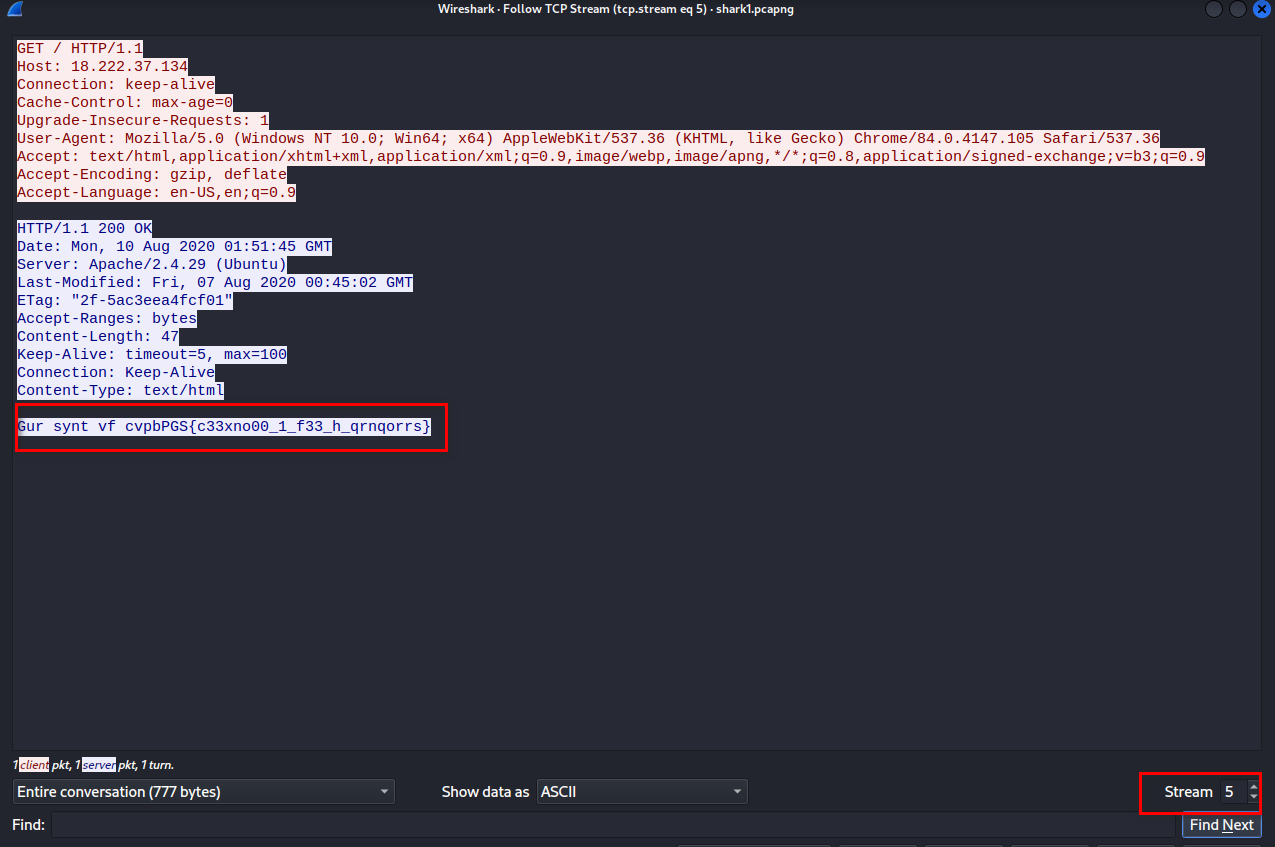 Wireshark · Follow TCP Stream (tcp.stream eq 5) · shark1.pcapng
GET / HTTP/1.1
Host: 18.222.37.134
Connection: keep-alive
Cache-Control: max-age=0
Upgrade-Insecure-Requests: 1
User-Agent: Mozilla/5.0 (Windows NT 10.0; Win64; x64) AppleWebKit/537.36 (KHTML, like Gecko) Chrome/84.0.4147.105 Safari/537.36
Accept: text/html,application/xhtml+xml,application/xml;q=0.9,image/webp,image/apng,*/*;q=0.8,application/signed-exchange;v=b3;q=0.9
Accept-Encoding: gzip, deflate
Accept-Language: en-US,en;q=0.9
HTTP/1.1 200 OK
Date: Mon, 10 Aug 2020 01:51:45 GMT
Server: Apache/2.4.29 (Ubuntu)
Last-Modified: Fri, 07 Aug 2020 00:45:02 GMT
ETag: "2f-5ac3eea4fcf01"
Accept-Ranges: bytes
Content-Length: 47
Keep-Alive: timeout=5, max=100
Connection: Keep-Alive
Content-Type: text/html
Gur synt vf cvpbPGS{c33xno00_1_f33_h_qrnqorrs}
1 client pkt, 1 server pkt, 1 turn.
Entire conversation (777 bytes) Show data as ASCII Stream 5
Find: Find Next